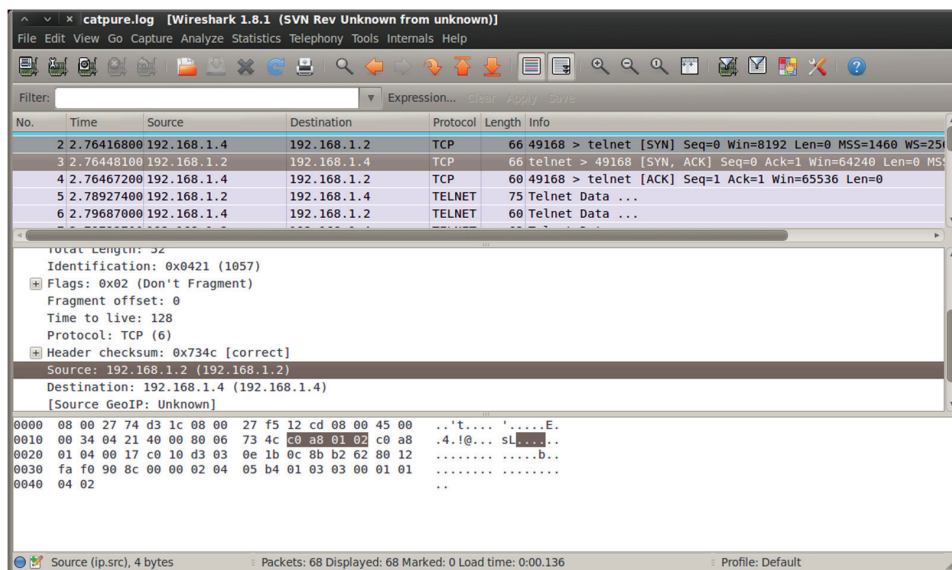 catpure.log [Wireshark 1.8.1 (SVN Rev Unknown from unknown)]
File Edit View Go Capture Analyze Statistics Telephony Tools Internals Help
Filter: Expression... Clear Apply Save
No. Time Source Destination Protocol Length Info
2 2.76416800 192.168.1.4 192.168.1.2 TCP 66 49168 > telnet [SYN] Seq=0 Win=8192 Len=0 MSS=1460 WS=256
3 2.76448100 192.168.1.2 192.168.1.4 TCP 66 telnet > 49168 [SYN, ACK] Seq=0 Ack=1 Win=64240 Len=0 MSS
4 2.76467200 192.168.1.4 192.168.1.2 TCP 60 49168 > telnet [ACK] Seq=1 Ack=1 Win=65536 Len=0
5 2.78927400 192.168.1.2 192.168.1.4 TELNET 75 Telnet Data ...
6 2.79687000 192.168.1.4 192.168.1.2 TELNET 60 Telnet Data ...
Total Length: 52
Identification: 0x0421 (1057)
Flags: 0x02 (Don't Fragment)
Fragment offset: 0
Time to live: 128
Protocol: TCP (6)
Header checksum: 0x734c [correct]
Source: 192.168.1.2 (192.168.1.2)
Destination: 192.168.1.4 (192.168.1.4)
[Source GeoIP: Unknown]
0000 08 00 27 74 d3 1c 08 00 27 f5 12 cd 08 00 45 00 ..'t.... '.....E.
0010 00 34 04 21 40 00 80 06 73 4c c0 a8 01 02 c0 a8 .4.!@... sL......
0020 01 04 00 17 c0 10 d3 03 0e 1b 0c 8b b2 62 80 12 ........ .....b..
0030 fa f0 90 8c 00 00 02 04 05 b4 01 03 03 00 01 01 ........ ........
0040 04 02 ..
Source (ip.src), 4 bytes Packets: 68 Displayed: 68 Marked: 0 Load time: 0:00.136 Profile: Default